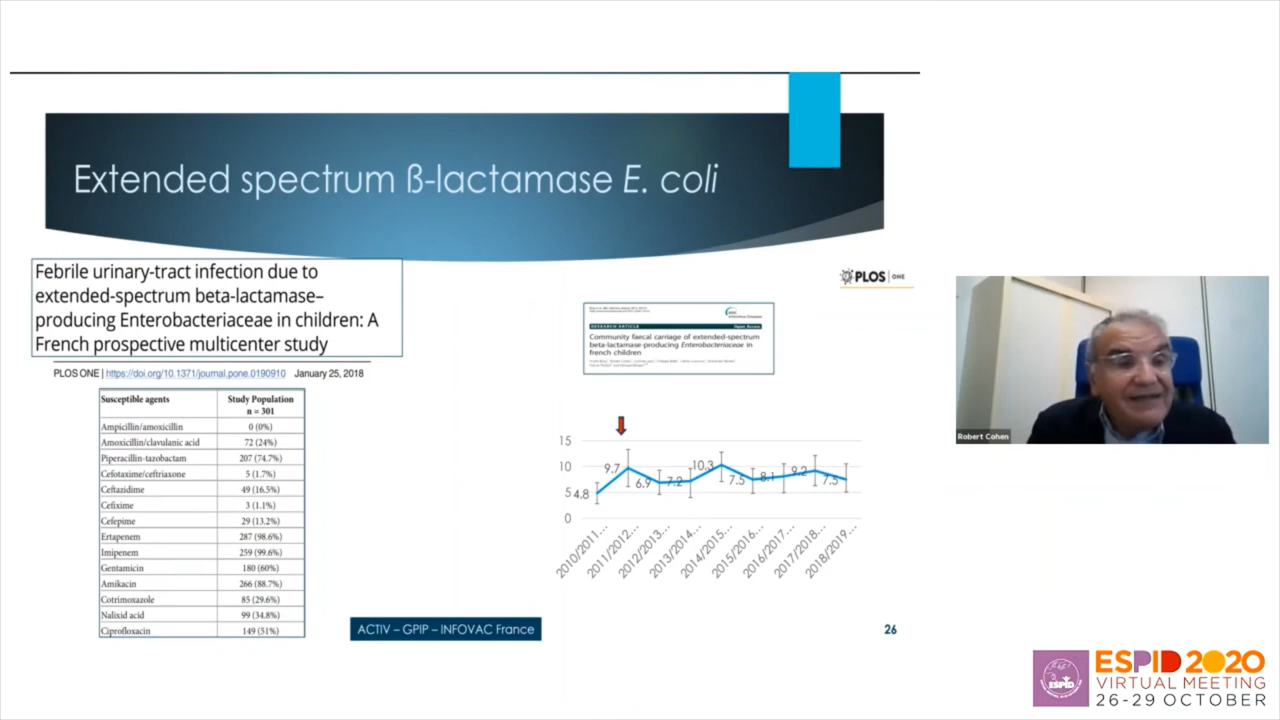 Extended spectrum ß-lactamase E. coli
Febrile urinary-tract infection due to
extended-spectrum beta-lactamase–
producing Enterobacteriaceae in children: A
French prospective multicenter study
PLOS ONE | https://doi.org/10.1371/journal.pone.0190910 January 25, 2018
Susceptible agents Study Population
n = 301
Ampicillin/amoxicillin 0 (0%)
Amoxicillin/clavulanic acid 72 (24%)
Piperacillin-tazobactam 207 (74.7%)
Cefotaxime/ceftriaxone 5 (1.7%)
Ceftazidime 49 (16.5%)
Cefixime 3 (1.1%)
Cefepime 29 (13.2%)
Ertapenem 287 (98.6%)
Imipenem 259 (99.6%)
Gentamicin 180 (60%)
Amikacin 266 (88.7%)
Cotrimoxazole 85 (29.6%)
Nalixid acid 99 (34.8%)
Ciprofloxacin 149 (51%)
PLOS | ONE
RESEARCH ARTICLE Open Access
Community faecal carriage of extended-spectrum
beta-lactamase-producing Enterobacteriaceae in
french children
15
10
5
0
4.8
9.7
6.9
7.2
10.3
7.5
8.1
9.2
7.5
2010/2011...
2011/2012...
2012/2013...
2013/2014...
2014/2015...
2015/2016...
2016/2017...
2017/2018...
2018/2019...
ACTIV – GPIP – INFOVAC France
26
Robert Cohen
ESPID
ESPID 2020
VIRTUAL MEETING
26-29 OCTOBER